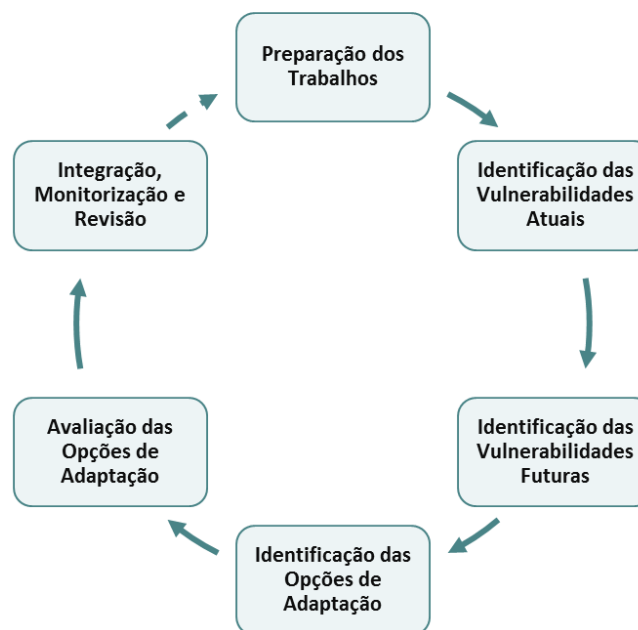 Preparação dos
Trabalhos
Identificação das
Vulnerabilidades
Atuais
Identificação das
Vulnerabilidades
Futuras
Identificação das
Opções de
Adaptação
Avaliação das
Opções de
Adaptação
Integração,
Monitorização e
Revisão